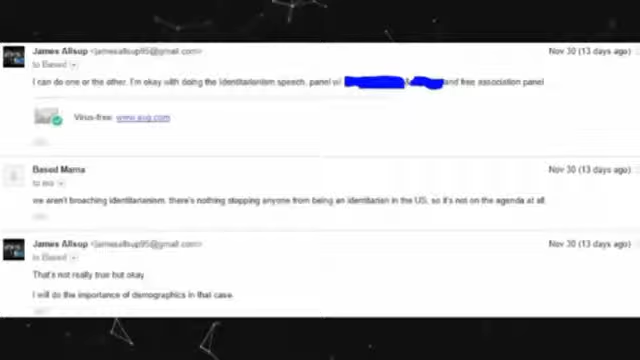 James Allsup <jamesallsup95@gmail.com> Nov 30 (13 days ago)
to Based
I can do one or the other. I'm okay with doing the Identitarianism speech, panel w/ and free association panel
Virus-free. www.avg.com
Based Mama Nov 30 (13 days ago)
to me
we aren't broaching identitarianism. there's nothing stopping anyone from being an identitarian in the US, so it's not on the agenda at all.
James Allsup <jamesallsup95@gmail.com> Nov 30 (13 days ago)
to Based
That's not really true but okay
I will do the importance of demographics in that case.